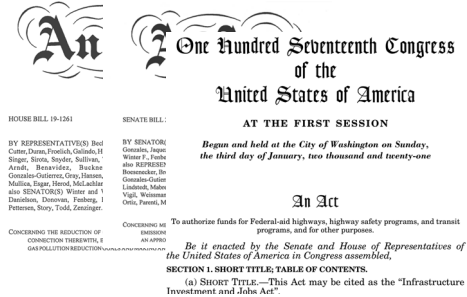 An
HOUSE BILL 19-1261
BY REPRESENTATIVE(S)
Cutter, Duran, Froelich, Galindo, H
Singer, Sirota, Snyder, Sullivan,
Arndt, Benavidez, Buckne
Gonzales-Gutierrez, Gray, Hansen,
Mullica, Esgar, Herod, McLachlan
also SENATOR(S) Winter and
Danielson, Donovan, Fenberg,
Pettersen, Story, Todd, Zenzinger.
CONCERNING THE REDUCTION OF
CONNECTION THEREWITH,
GAS POLLUTION REDUCTION
SENATE BILL
BY SENATOR(
Gonzales, Jaque
Winter F., Fenbe
also REPRESEN
Boesenecker, Bro
Gonzales-Gutier
Lindstedt, Mabre
Vigil, Weissman
Ortiz, Parenti, M
CONCERNING
EMISSION
AN APPRO
One Hundred Seventeenth Congress
of the
United States of America
AT THE FIRST SESSION
Begun and held at the City of Washington on Sunday,
the third day of January, two thousand and twenty-one
An Act
To authorize funds for Federal-aid highways, highway safety programs, and transit
programs, and for other purposes.
Be it enacted by the Senate and House of Representatives of
the United States of America in Congress assembled,
SECTION 1. SHORT TITLE; TABLE OF CONTENTS.
(a) SHORT TITLE.—This Act may be cited as the “Infrastructure
Investment and Jobs Act”.